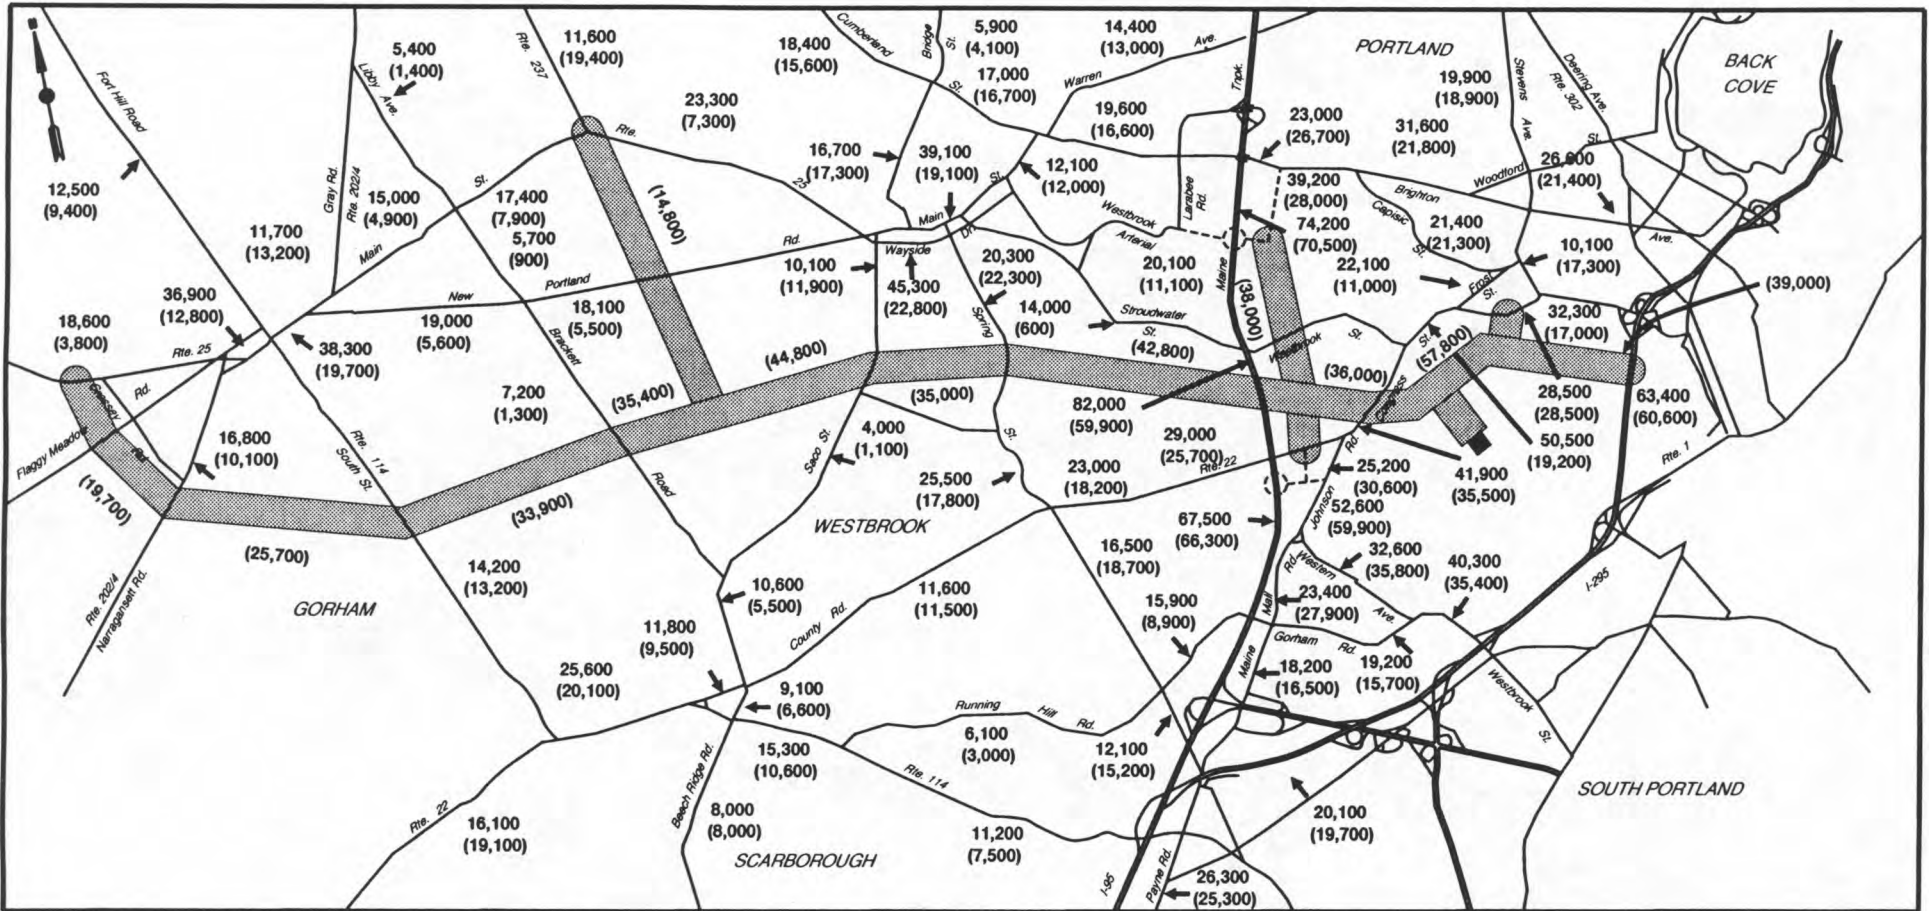 Fort Hill Road
12,500
(9,400)
5,400
(1,400)
Libby Ave.
Gray Rd.
Rte. 202/4
Rte. 237
11,600
(19,400)
18,400
(15,600)
Cumberland
St.
Bridge
St.
5,900
(4,100)
17,000
(16,700)
14,400
(13,000)
Warren
Ave.
Tnpk.
PORTLAND
19,900
(18,900)
Stevens
Ave.
Deering Ave.
Rte. 302
BACK
COVE
23,300
(7,300)
Rte.
25
19,600
(16,600)
23,000
(26,700)
31,600
(21,800)
Woodford
St.
26,600
(21,400)
16,700
(17,300)
39,100
(19,100)
12,100
(12,000)
Main
St.
Larabee
Rd.
39,200
(28,000)
Brighton
Ave.
Capisic
St.
21,400
(21,300)
11,700
(13,200)
15,000
(4,900)
Main
St.
17,400
(7,900)
5,700
(900)
(14,800)
Wayside
Dr.
Westbrook
Arterial
74,200
(70,500)
10,100
(17,300)
36,900
(12,800)
New
Portland
Rd.
10,100
(11,900)
45,300
(22,800)
20,300
(22,300)
Spring
St.
20,100
(11,100)
Maine
22,100
(11,000)
Frost
St.
(39,000)
18,600
(3,800)
Rte. 25
38,300
(19,700)
19,000
(5,600)
18,100
(5,500)
14,000
(600)
Stroudwater
St.
(38,000)
32,300
(17,000)
Brackett
Road
(44,800)
(42,800)
Westbrook
St.
(57,800)
Gressey
Rd.
Flaggy Meadow
Rd.
7,200
(1,300)
(35,400)
(35,000)
(36,000)
Congress
St.
28,500
(28,500)
63,400
(60,600)
82,000
(59,900)
Rte. 114
South St.
16,800
(10,100)
4,000
(1,100)
Saco St.
29,000
(25,700)
Rte. 22
50,500
(19,200)
Rte. 1
(19,700)
(33,900)
25,500
(17,800)
23,000
(18,200)
25,200
(30,600)
41,900
(35,500)
Johnson
Rd.
WESTBROOK
67,500
(66,300)
52,600
(59,900)
(25,700)
14,200
(13,200)
16,500
(18,700)
Western
Ave.
32,600
(35,800)
40,300
(35,400)
I-295
Rte. 202/4
Narragansett Rd.
GORHAM
10,600
(5,500)
County
Rd.
11,600
(11,500)
15,900
(8,900)
Mall
Rd.
23,400
(27,900)
11,800
(9,500)
Gorham
Rd.
25,600
(20,100)
9,100
(6,600)
Maine
18,200
(16,500)
19,200
(15,700)
Westbrook
St.
Running
Hill
Rd.
6,100
(3,000)
15,300
(10,600)
Beech Ridge Rd.
Rte. 114
12,100
(15,200)
SOUTH PORTLAND
Rte. 22
16,100
(19,100)
8,000
(8,000)
11,200
(7,500)
20,100
(19,700)
SCARBOROUGH
I-95
Payne Rd.
26,300
(25,300)